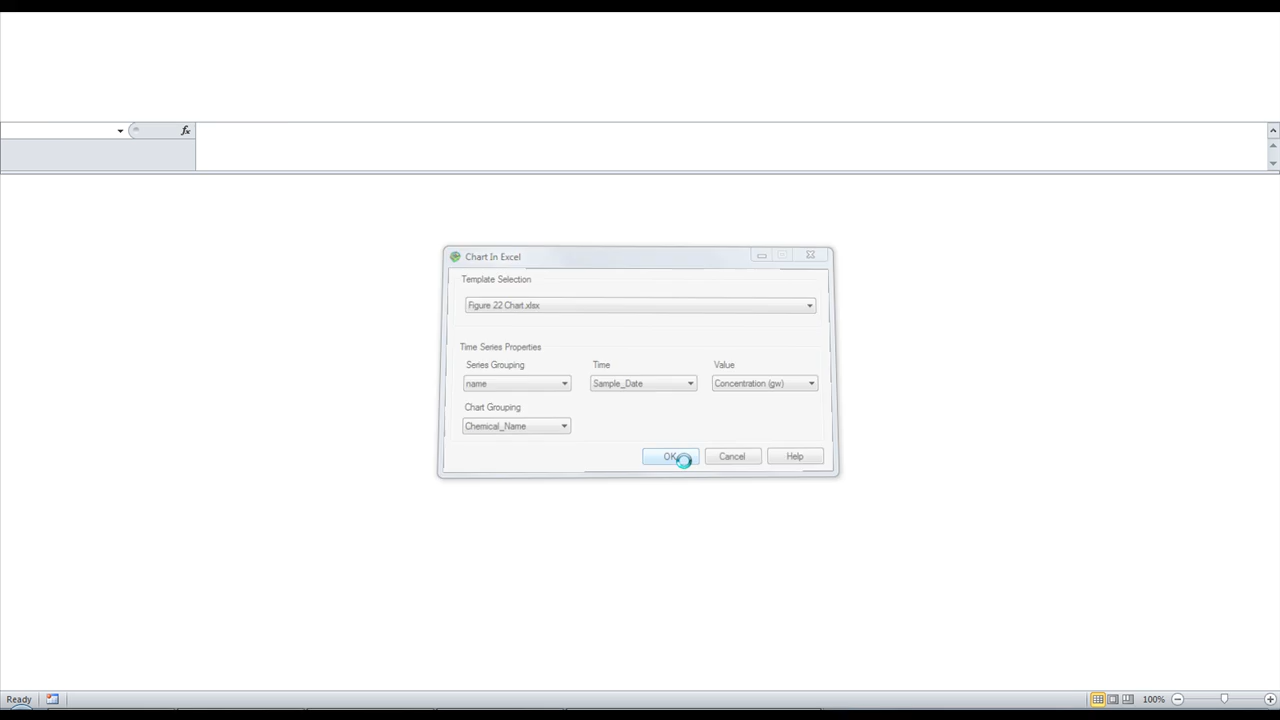 fx
Chart In Excel
Template Selection
Figure 22 Chart.xlsx
Time Series Properties
Series Grouping Time Value
name Sample_Date Concentration (gw)
Chart Grouping
Chemical_Name
OK Cancel Help
Ready 100%